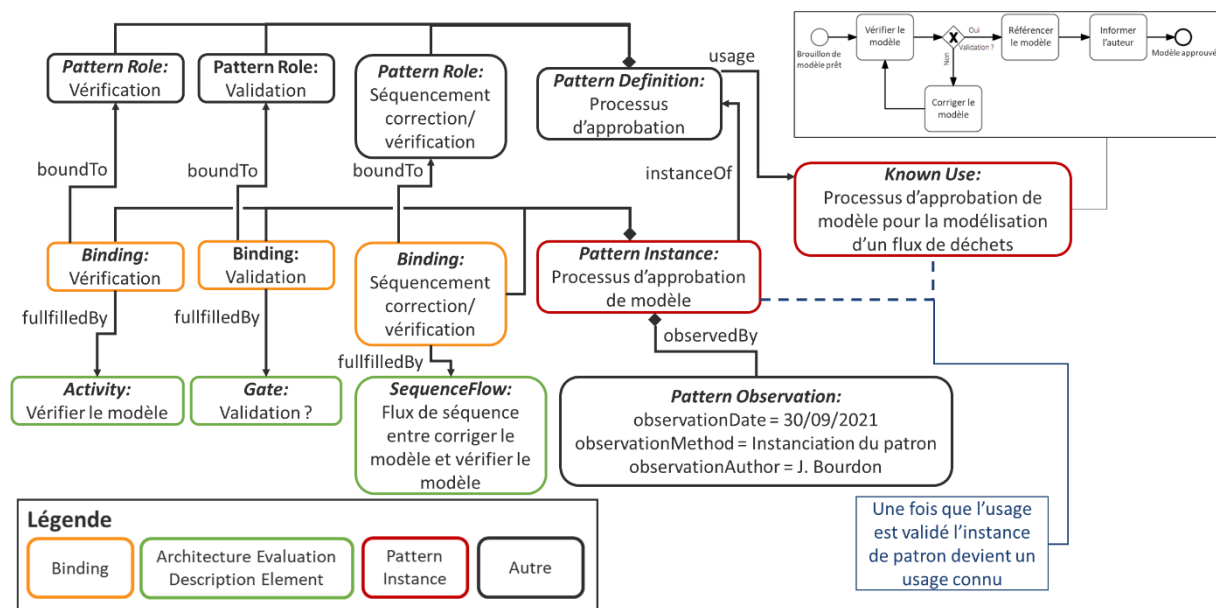 Pattern Role:
Vérification
Pattern Role:
Validation
Pattern Role:
Séquencement
correction/
vérification
Pattern Definition:
Processus
d’approbation
usage
Brouillon de
modèle prêt
Vérifier le
modèle
Oui
Validation ?
Non
Corriger le
modèle
Référencer
le modèle
Informer
l’auteur
Modèle approuvé
boundTo
boundTo
boundTo
instanceOf
Known Use:
Processus d’approbation de
modèle pour la modélisation
d’un flux de déchets
Binding:
Vérification
Binding:
Validation
Binding:
Séquencement
correction/
vérification
Pattern Instance:
Processus d’approbation
de modèle
fullfilledBy
fullfilledBy
fullfilledBy
observedBy
Activity:
Vérifier le modèle
Gate:
Validation ?
SequenceFlow:
Flux de séquence
entre corriger le
modèle et vérifier le
modèle
Pattern Observation:
observationDate = 30/09/2021
observationMethod = Instanciation du patron
observationAuthor = J. Bourdon
Une fois que l’usage
est validé l’instance
de patron devient un
usage connu
Légende
Binding
Architecture Evaluation
Description Element
Pattern
Instance
Autre